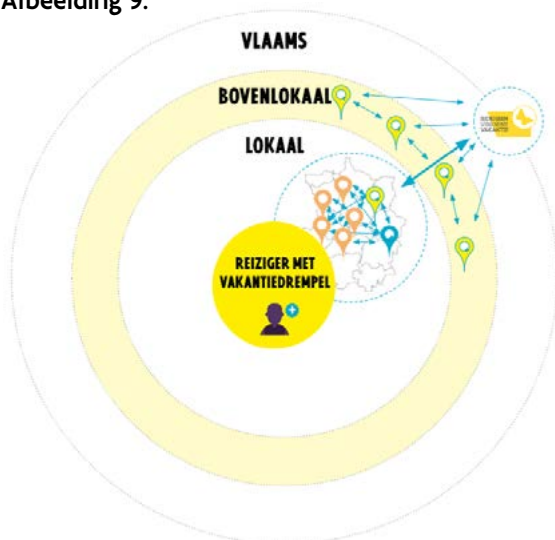 Afbeelding 9.
VLAAMS
BOVENLOKAAL
LOKAAL
REIZIGER MET
VAKANTIEDREMPEL